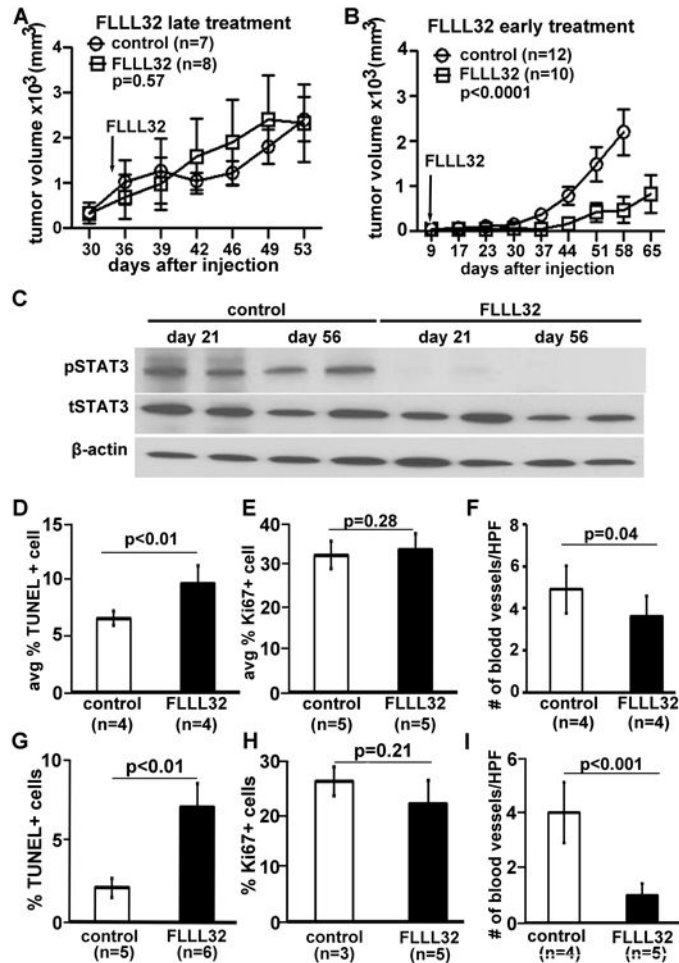 A
FLLL32 late treatment
control (n=7)
FLLL32 (n=8)
p=0.57
FLLL32
tumor volume x10³ (mm³)
4
3
2
1
0
30 36 39 42 46 49 53
days after injection
B
FLLL32 early treatment
control (n=12)
FLLL32 (n=10)
p<0.0001
FLLL32
tumor volume x10³ (mm³)
4
3
2
1
0
9 17 23 30 37 44 51 58 65
days after injection
C
control FLLL32
day 21 day 56 day 21 day 56
pSTAT3
tSTAT3
β-actin
D
p<0.01
avg % TUNEL + cell
15
10
5
0
control FLLL32
(n=4) (n=4)
E
p=0.28
avg % Ki67+ cell
40
30
20
10
0
control FLLL32
(n=5) (n=5)
F
p=0.04
# of blodd vessels/HPF
8
6
4
2
0
control FLLL32
(n=4) (n=4)
G
p<0.01
% TUNEL+ cells
10
5
0
control FLLL32
(n=5) (n=6)
H
p=0.21
% Ki67+ cells
30
20
10
0
control FLLL32
(n=3) (n=5)
I
p<0.001
# of blood vessels/HPF
6
4
2
0
control FLLL32
(n=4) (n=5)